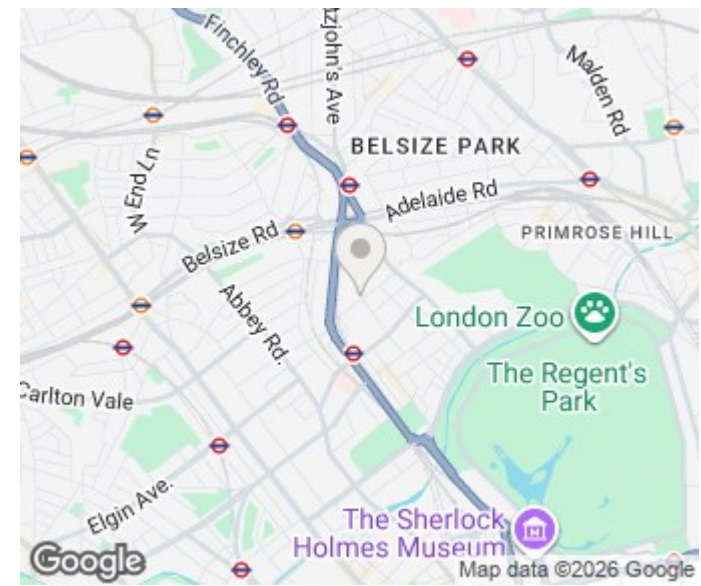 Finchley Rd
tzjohn's Ave
Malden Rd
BELSIZE PARK
W End Ln
Adelaide Rd
Belsize Rd
PRIMROSE HILL
Abbey Rd.
London Zoo
The Regent's
Park
Carlton Vale
Elgin Ave.
The Sherlock
Holmes Museum
Google
Map data ©2026 Google